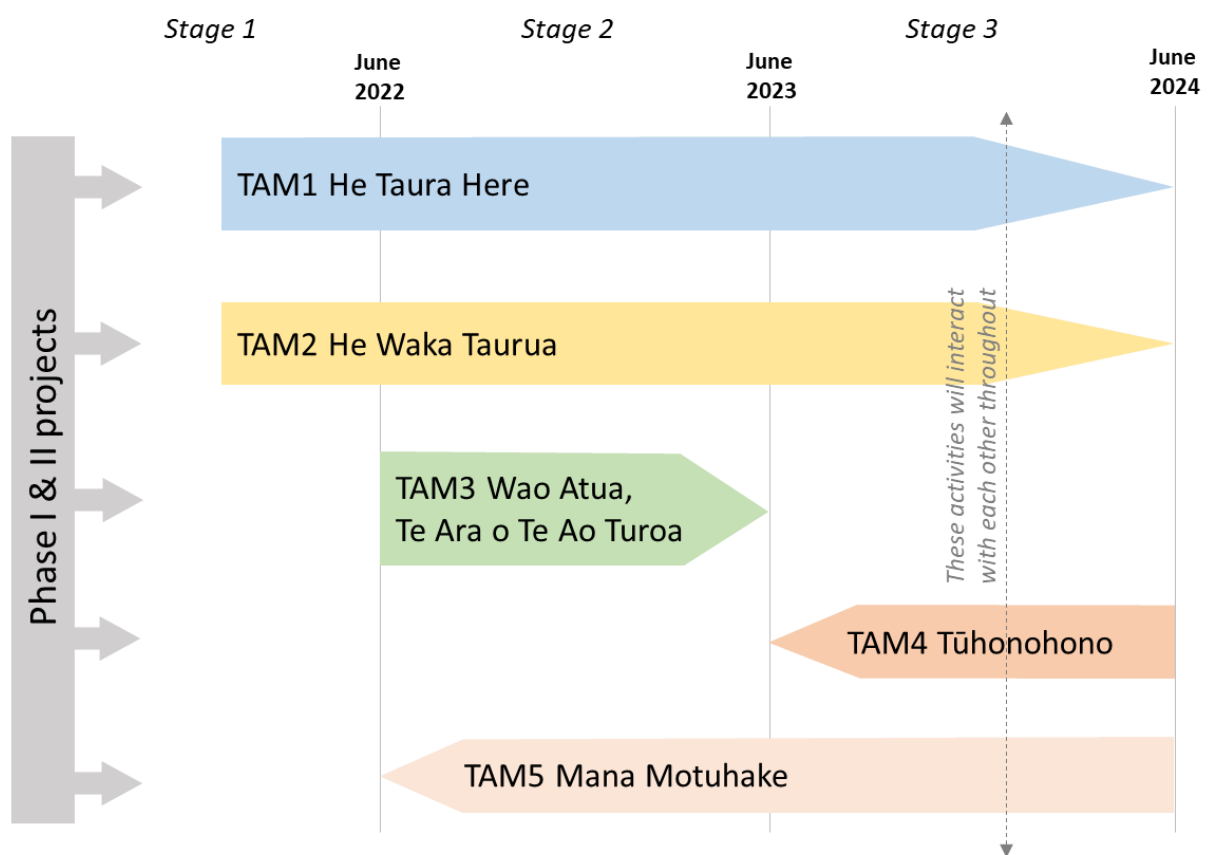 Stage 1
Stage 2
Stage 3
June
2022
June
2023
June
2024
Phase I & II projects
TAM1 He Taura Here
TAM2 He Waka Taurua
TAM3 Wao Atua,
Te Ara o Te Ao Turoa
TAM4 Tūhonohono
TAM5 Mana Motuhake
These activities will interact
with each other throughout